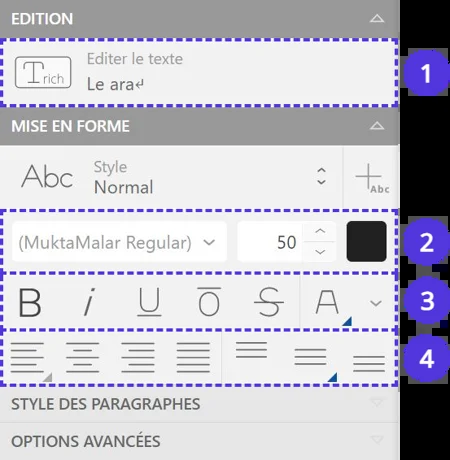 EDITION
T rich
Editer le texte
Le ara↵
1
MISE EN FORME
Abc
Style
Normal
Abc
(MuktaMalar Regular)
50
2
B i U O S A
3
4
STYLE DES PARAGRAPHES
OPTIONS AVANCÉES